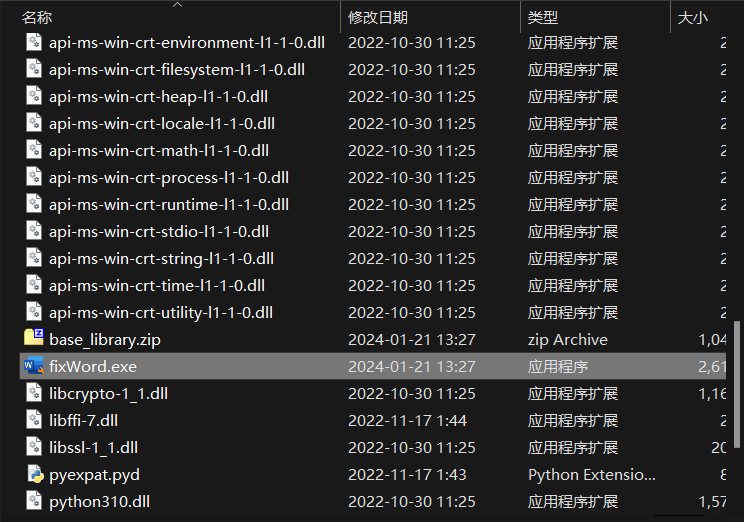 名称 修改日期 类型 大小
api-ms-win-crt-environment-l1-1-0.dll 2022-10-30 11:25 应用程序扩展 2
api-ms-win-crt-filesystem-l1-1-0.dll 2022-10-30 11:25 应用程序扩展 2
api-ms-win-crt-heap-l1-1-0.dll 2022-10-30 11:25 应用程序扩展 2
api-ms-win-crt-locale-l1-1-0.dll 2022-10-30 11:25 应用程序扩展 2
api-ms-win-crt-math-l1-1-0.dll 2022-10-30 11:25 应用程序扩展 2
api-ms-win-crt-process-l1-1-0.dll 2022-10-30 11:25 应用程序扩展 2
api-ms-win-crt-runtime-l1-1-0.dll 2022-10-30 11:25 应用程序扩展 2
api-ms-win-crt-stdio-l1-1-0.dll 2022-10-30 11:25 应用程序扩展 2
api-ms-win-crt-string-l1-1-0.dll 2022-10-30 11:25 应用程序扩展 2
api-ms-win-crt-time-l1-1-0.dll 2022-10-30 11:25 应用程序扩展 2
api-ms-win-crt-utility-l1-1-0.dll 2022-10-30 11:25 应用程序扩展 2
base_library.zip 2024-01-21 13:27 zip Archive 1,04
fixWord.exe 2024-01-21 13:27 应用程序 2,61
libcrypto-1_1.dll 2022-10-30 11:25 应用程序扩展 1,16
libffi-7.dll 2022-11-17 1:44 应用程序扩展 2
libssl-1_1.dll 2022-10-30 11:25 应用程序扩展 20
pyexpat.pyd 2022-11-17 1:43 Python Extensio... 8
python310.dll 2022-10-30 11:25 应用程序扩展 1,57